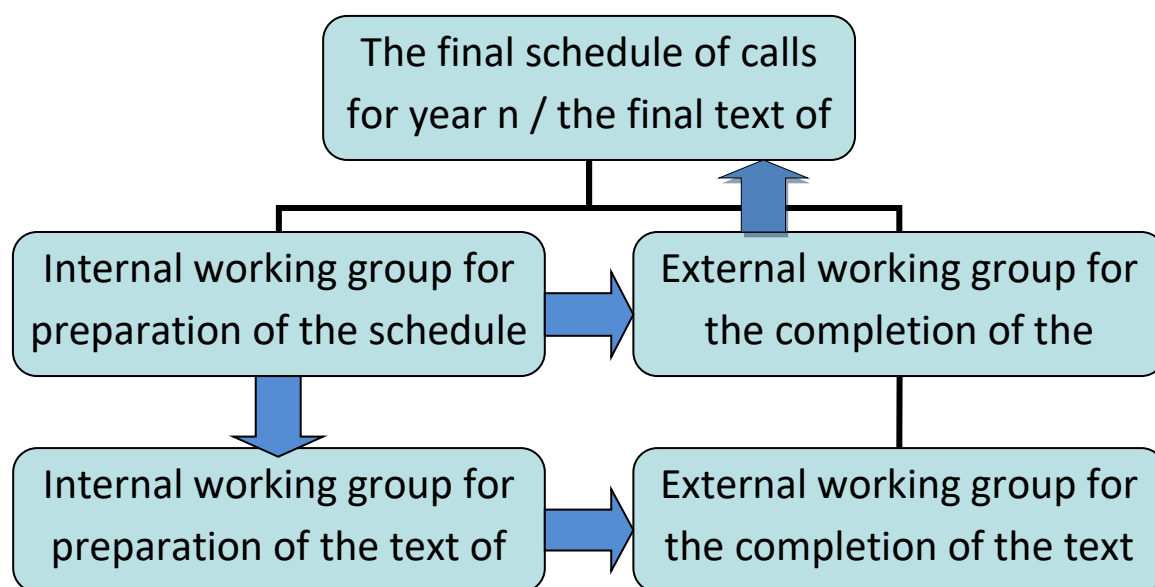 The final schedule of calls
for year n / the final text of
Internal working group for
preparation of the schedule
External working group for
the completion of the
Internal working group for
preparation of the text of
External working group for
the completion of the text